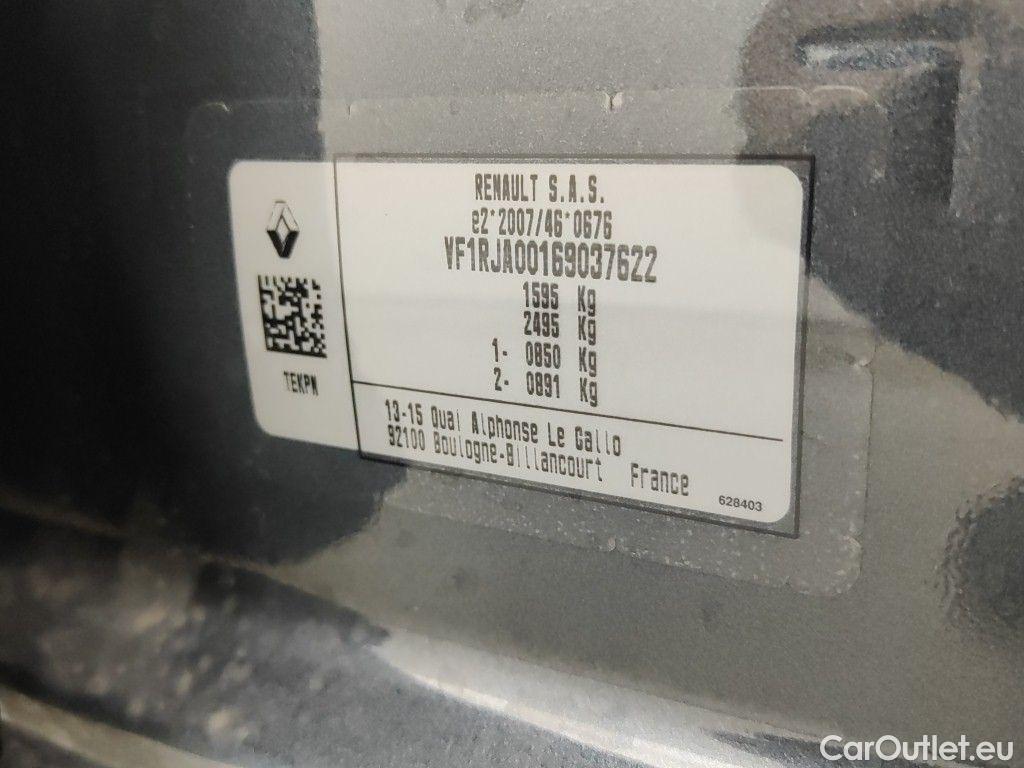 RENAULT S.A.S.
e2*2007/46*0676
VF1RJA00169037622
1595 Kg
2495 Kg
1- 0850 Kg
2- 0891 Kg
TEKPN
13-15 Quai Alphonse Le Gallo
92100 Boulogne-Billancourt France
628403
CarOutlet.eu